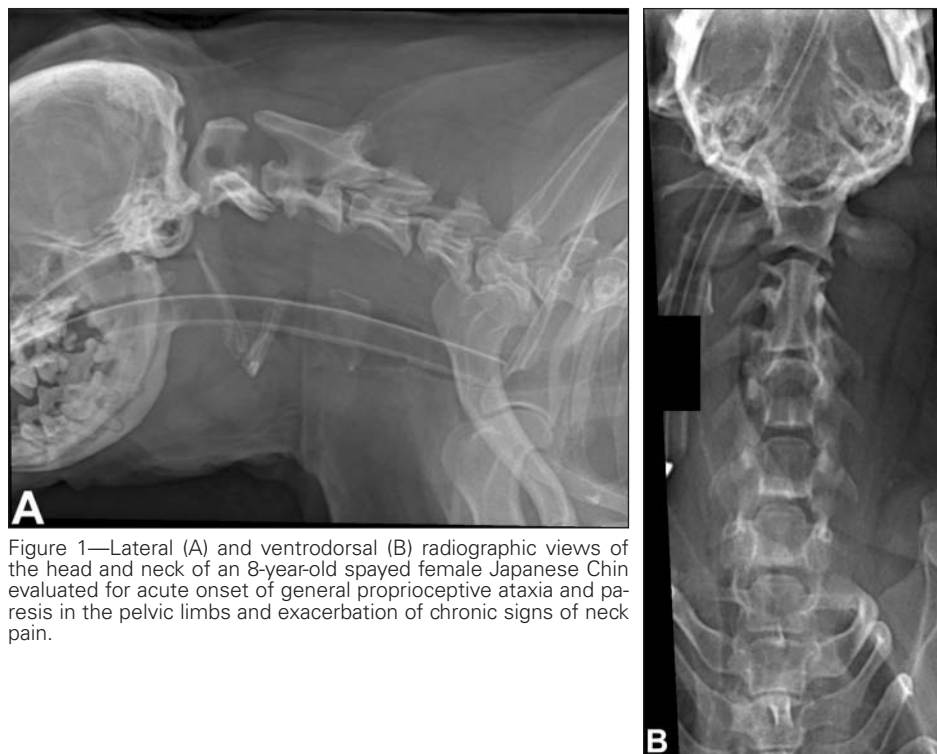 A
B
Figure 1—Lateral (A) and ventrodorsal (B) radiographic views of
the head and neck of an 8-year-old spayed female Japanese Chin
evaluated for acute onset of general proprioceptive ataxia and pa-
resis in the pelvic limbs and exacerbation of chronic signs of neck
pain.